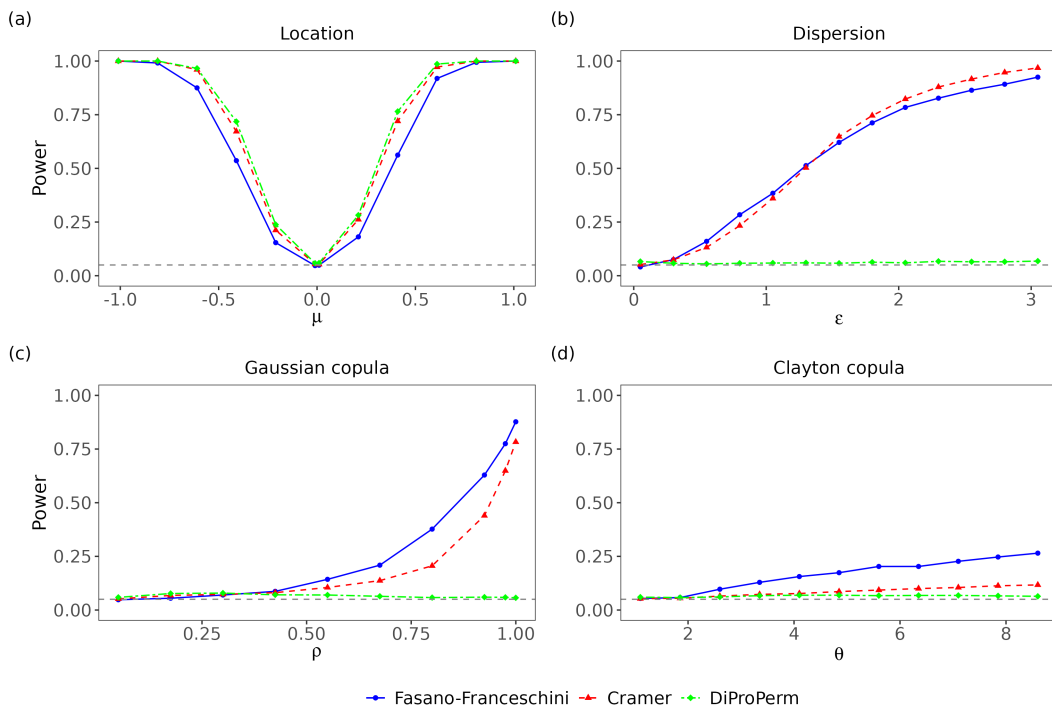 (a)
Location
Power
1.00
0.75
0.50
0.25
0.00
-1.0
-0.5
0.0
0.5
1.0
μ
(b)
Dispersion
1.00
0.75
0.50
0.25
0.00
0
1
2
3
ε
(c)
Gaussian copula
Power
1.00
0.75
0.50
0.25
0.00
0.25
0.50
0.75
1.00
ρ
(d)
Clayton copula
1.00
0.75
0.50
0.25
0.00
2
4
6
8
θ
Fasano-Franceschini Cramer DiProPerm